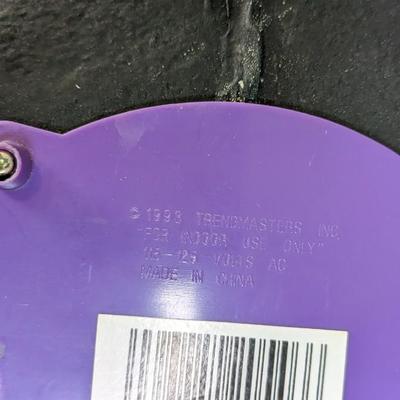 © 1993 TRENDMASTERS INC.
"FOR INDOOR USE ONLY"
VOLTS AC
MADE IN CHINA